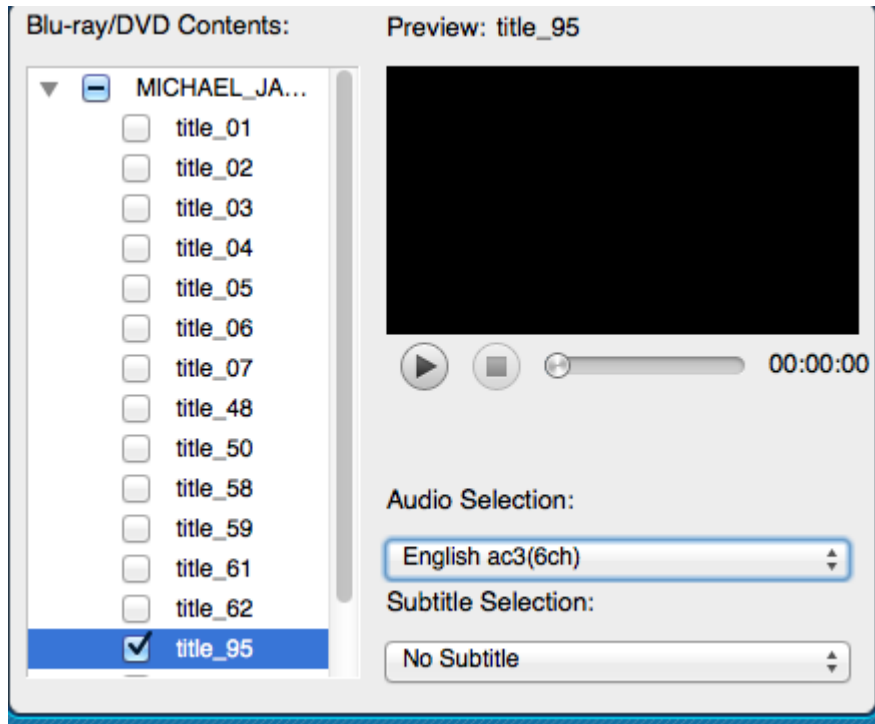 Blu-ray/DVD Contents:
MICHAEL_JA...
title_01
title_02
title_03
title_04
title_05
title_06
title_07
title_48
title_50
title_58
title_59
title_61
title_62
title_95
Preview: title_95
00:00:00
Audio Selection:
English ac3(6ch)
Subtitle Selection:
No Subtitle